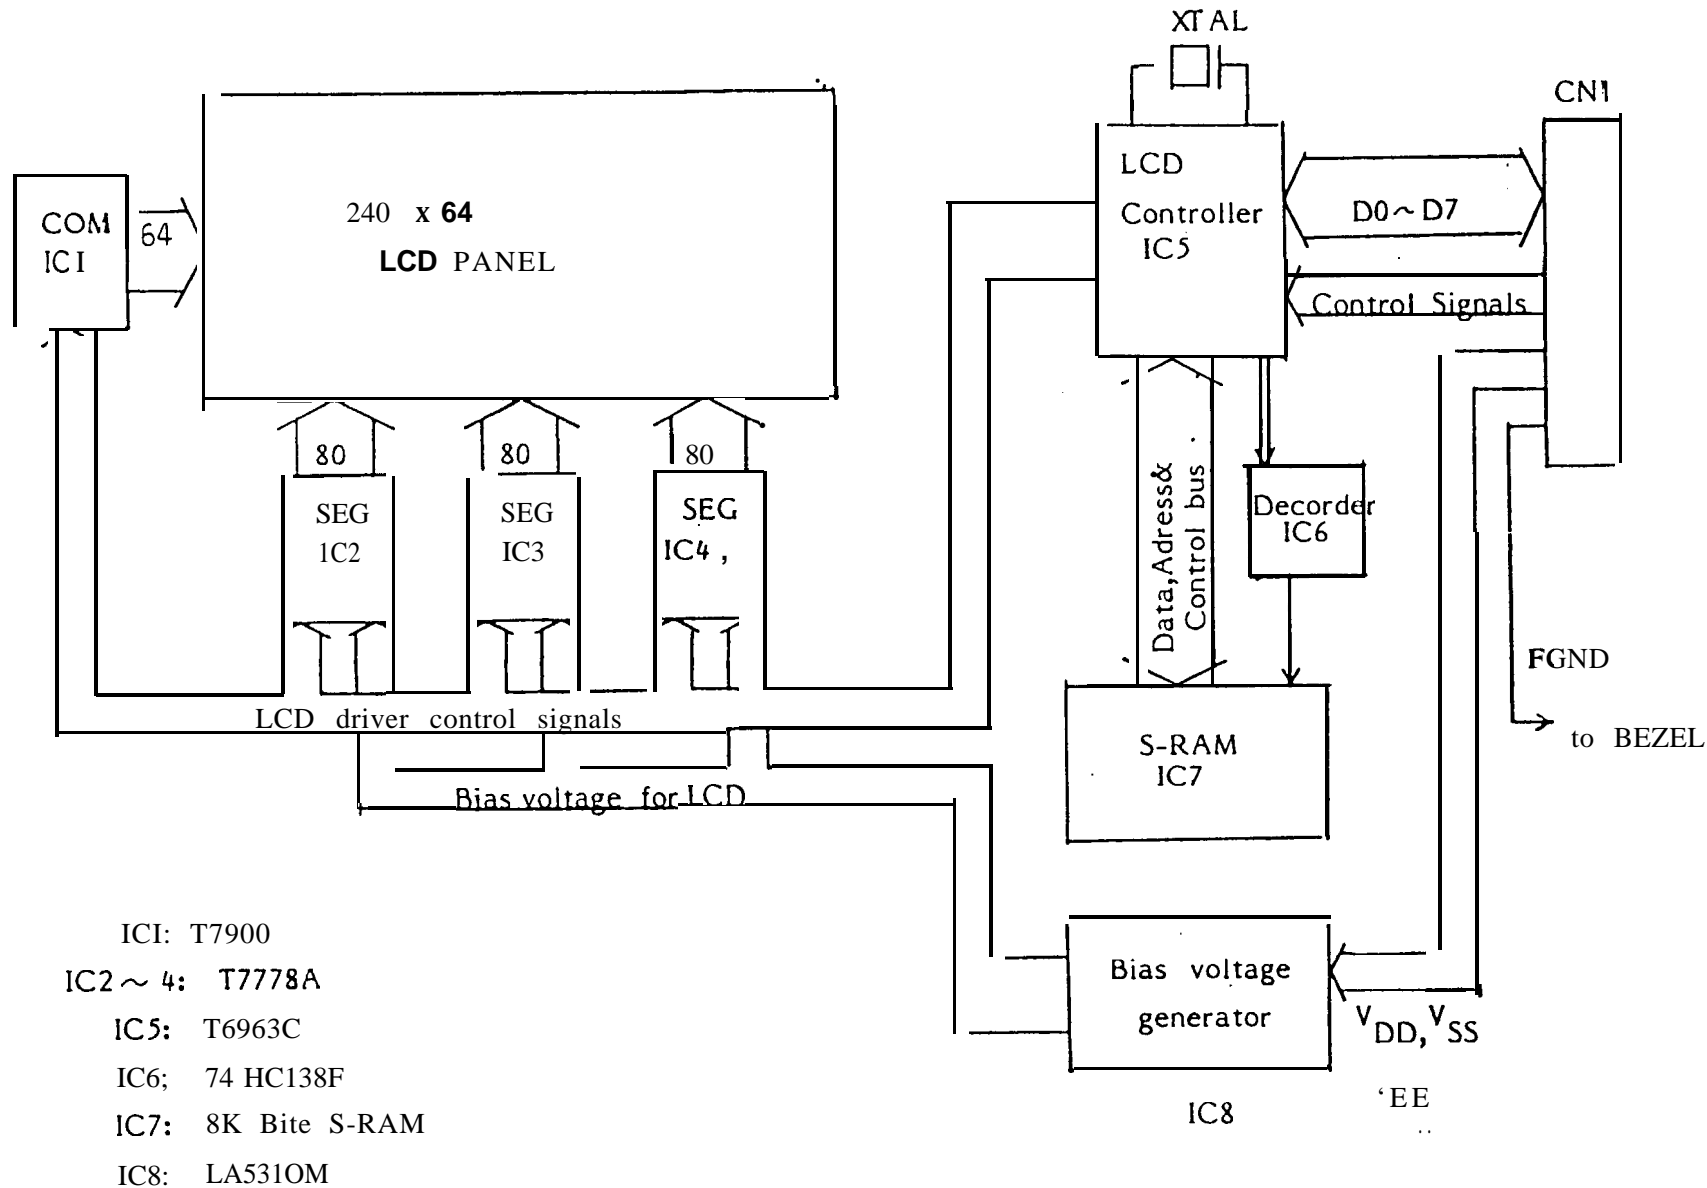 XTAL
CN1
LCD
Controller
IC5
D0~D7
Control Signals
COM
ICI
64
240 x 64
LCD PANEL
80
80
80
SEG
1C2
SEG
IC3
SEG
IC4 ,
Data,Adress&
Control bus
Decorder
IC6
FGND
to BEZEL
LCD driver control signals
S-RAM
IC7
Bias voltage for LCD
Bias voltage
generator
VDD, VSS
'EE
IC8
ICI: T7900
IC2 ~ 4: T7778A
IC5: T6963C
IC6; 74 HC138F
IC7: 8K Bite S-RAM
IC8: LA531OM